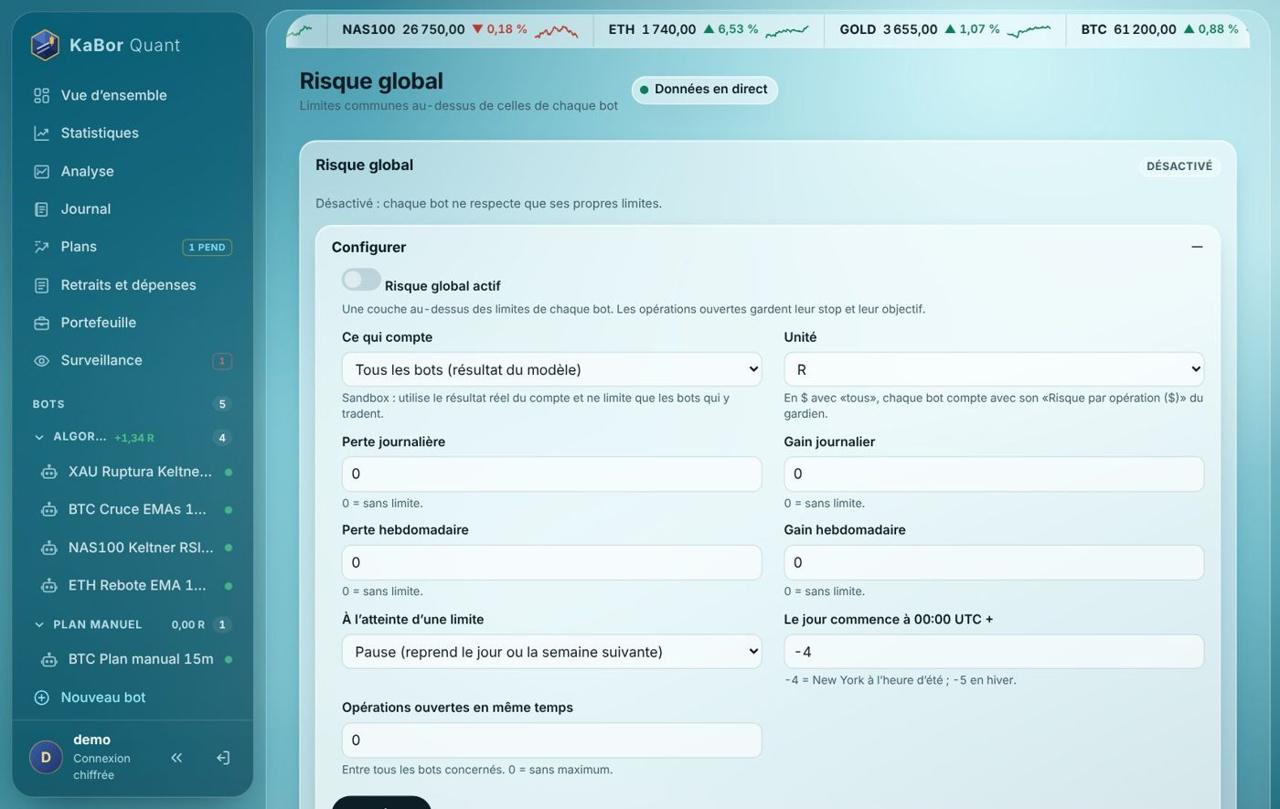 KaBor Quant
Vue d’ensemble
Statistiques
Analyse
Journal
Plans
1 PEND
Retraits et dépenses
Portefeuille
Surveillance
1
BOTS
5
ALGOR...
+1,34 R
4
XAU Ruptura Keltne...
BTC Cruce EMAs 1...
NAS100 Keltner RSI...
ETH Rebote EMA 1...
PLAN MANUEL
0,00 R
1
BTC Plan manual 15m
Nouveau bot
D
demo
Connexion
chiffrée
NAS100 26 750,00 ▼ 0,18 %
ETH 1 740,00 ▲ 6,53 %
GOLD 3 655,00 ▲ 1,07 %
BTC 61 200,00 ▲ 0,88 %
Risque global
Limites communes au-dessus de celles de chaque bot
Données en direct
Risque global
DÉSACTIVÉ
Désactivé : chaque bot ne respecte que ses propres limites.
Configurer
Risque global actif
Une couche au-dessus des limites de chaque bot. Les opérations ouvertes gardent leur stop et leur objectif.
Ce qui compte
Tous les bots (résultat du modèle)
Sandbox : utilise le résultat réel du compte et ne limite que les bots qui y
tradent.
Unité
R
En $ avec «tous», chaque bot compte avec son «Risque par opération ($)» du
gardien.
Perte journalière
0
0 = sans limite.
Gain journalier
0
0 = sans limite.
Perte hebdomadaire
0
0 = sans limite.
Gain hebdomadaire
0
0 = sans limite.
À l’atteinte d’une limite
Pause (reprend le jour ou la semaine suivante)
Le jour commence à 00:00 UTC +
-4
-4 = New York à l’heure d’été ; -5 en hiver.
Opérations ouvertes en même temps
0
Entre tous les bots concernés. 0 = sans maximum.